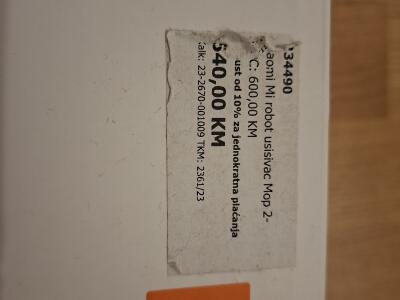 34490
aomi Mi robot usisivac Mop 2-
C: 600,00 KM
ust od 10% za jednokratna plaćanja
540,00 KM
alk: 23-2670-001009 TKM: 2361/23